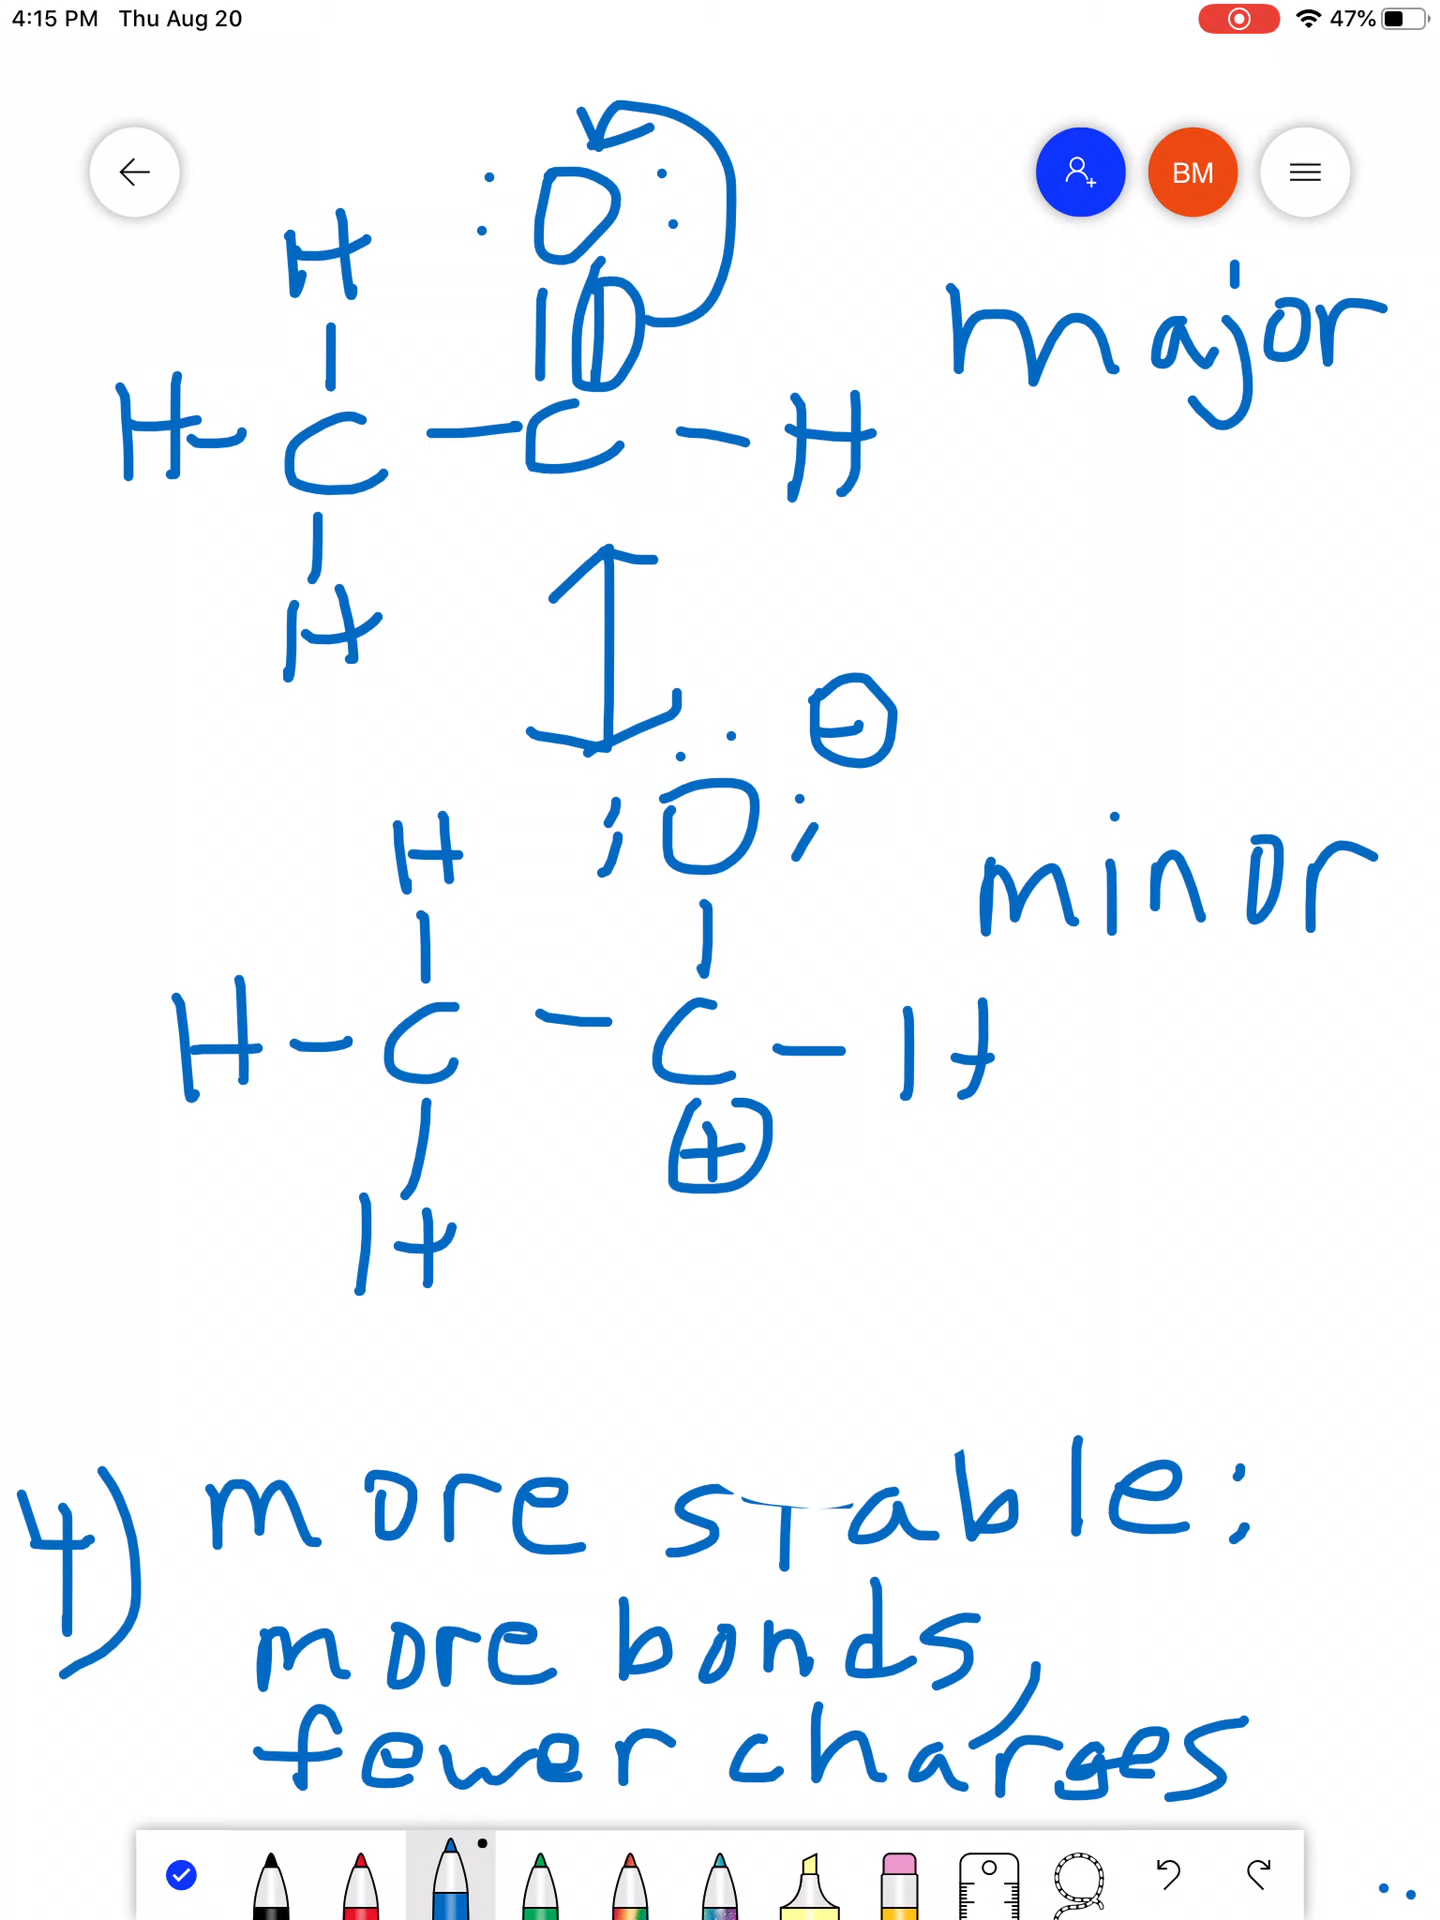 4:15 PM Thu Aug 20
47%
BM
O
H
major
H-C-C-H
H
⊖
H
O
minor
H-C-C-H
⊕
H
4) more stable:
more bonds,
fewer charges